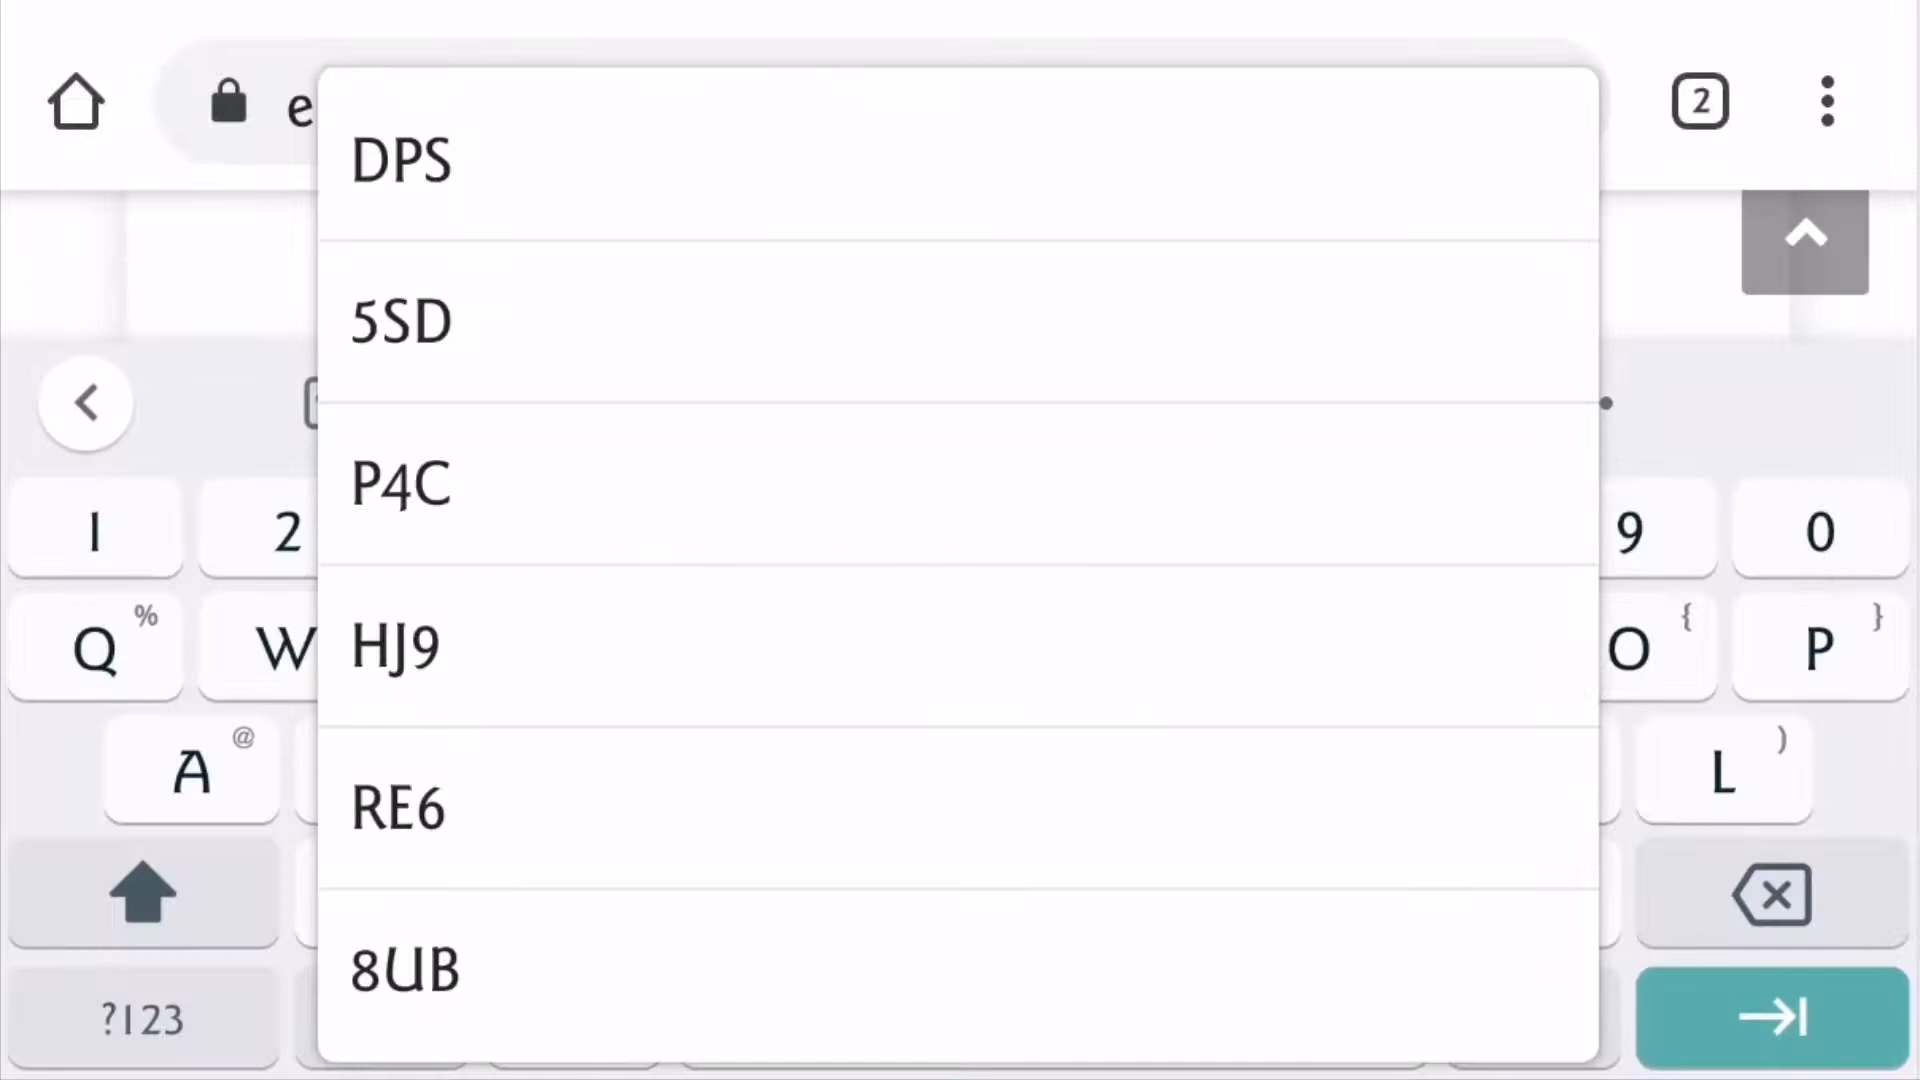 e
2
DPS
5SD
P4C
HJ9
RE6
8UB
1 2 9 0
% { }
Q W O P
@ )
A L
?123